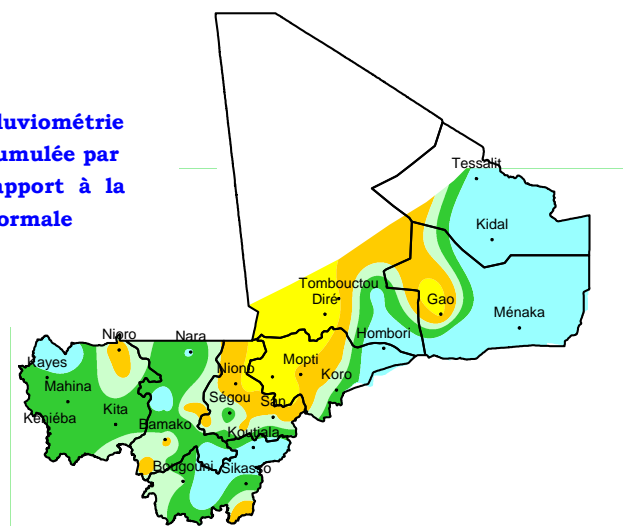 luviométrie
umulée par
apport à la
ormale
Tessalit
Kidal
Tombouctou
Diré
Gao
Ménaka
Hombori
Nioro
Nara
Kayes
Niono
Mopti
Koro
Mahina
Ségou
San
Kita
Kéniéba
Bamako
Koutiala
Bougouni
Sikasso